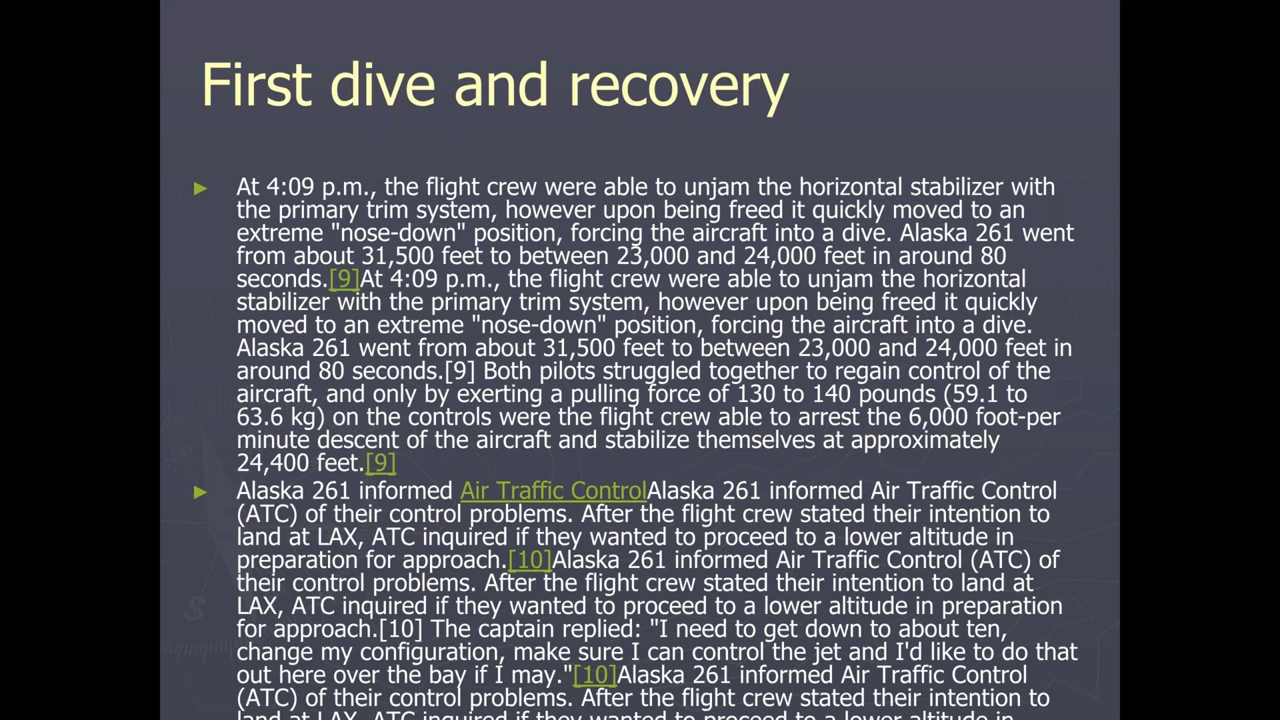 First dive and recovery
► At 4:09 p.m., the flight crew were able to unjam the horizontal stabilizer with
the primary trim system, however upon being freed it quickly moved to an
extreme "nose-down" position, forcing the aircraft into a dive. Alaska 261 went
from about 31,500 feet to between 23,000 and 24,000 feet in around 80
seconds.[9]At 4:09 p.m., the flight crew were able to unjam the horizontal
stabilizer with the primary trim system, however upon being freed it quickly
moved to an extreme "nose-down" position, forcing the aircraft into a dive.
Alaska 261 went from about 31,500 feet to between 23,000 and 24,000 feet in
around 80 seconds.[9] Both pilots struggled together to regain control of the
aircraft, and only by exerting a pulling force of 130 to 140 pounds (59.1 to
63.6 kg) on the controls were the flight crew able to arrest the 6,000 foot-per
minute descent of the aircraft and stabilize themselves at approximately
24,400 feet.[9]
► Alaska 261 informed Air Traffic ControlAlaska 261 informed Air Traffic Control
(ATC) of their control problems. After the flight crew stated their intention to
land at LAX, ATC inquired if they wanted to proceed to a lower altitude in
preparation for approach.[10]Alaska 261 informed Air Traffic Control (ATC) of
their control problems. After the flight crew stated their intention to land at
LAX, ATC inquired if they wanted to proceed to a lower altitude in preparation
for approach.[10] The captain replied: "I need to get down to about ten,
change my configuration, make sure I can control the jet and I'd like to do that
out here over the bay if I may."[10]Alaska 261 informed Air Traffic Control
(ATC) of their control problems. After the flight crew stated their intention to
land at LAX, ATC inquired if they wanted to proceed to a lower altitude in
S